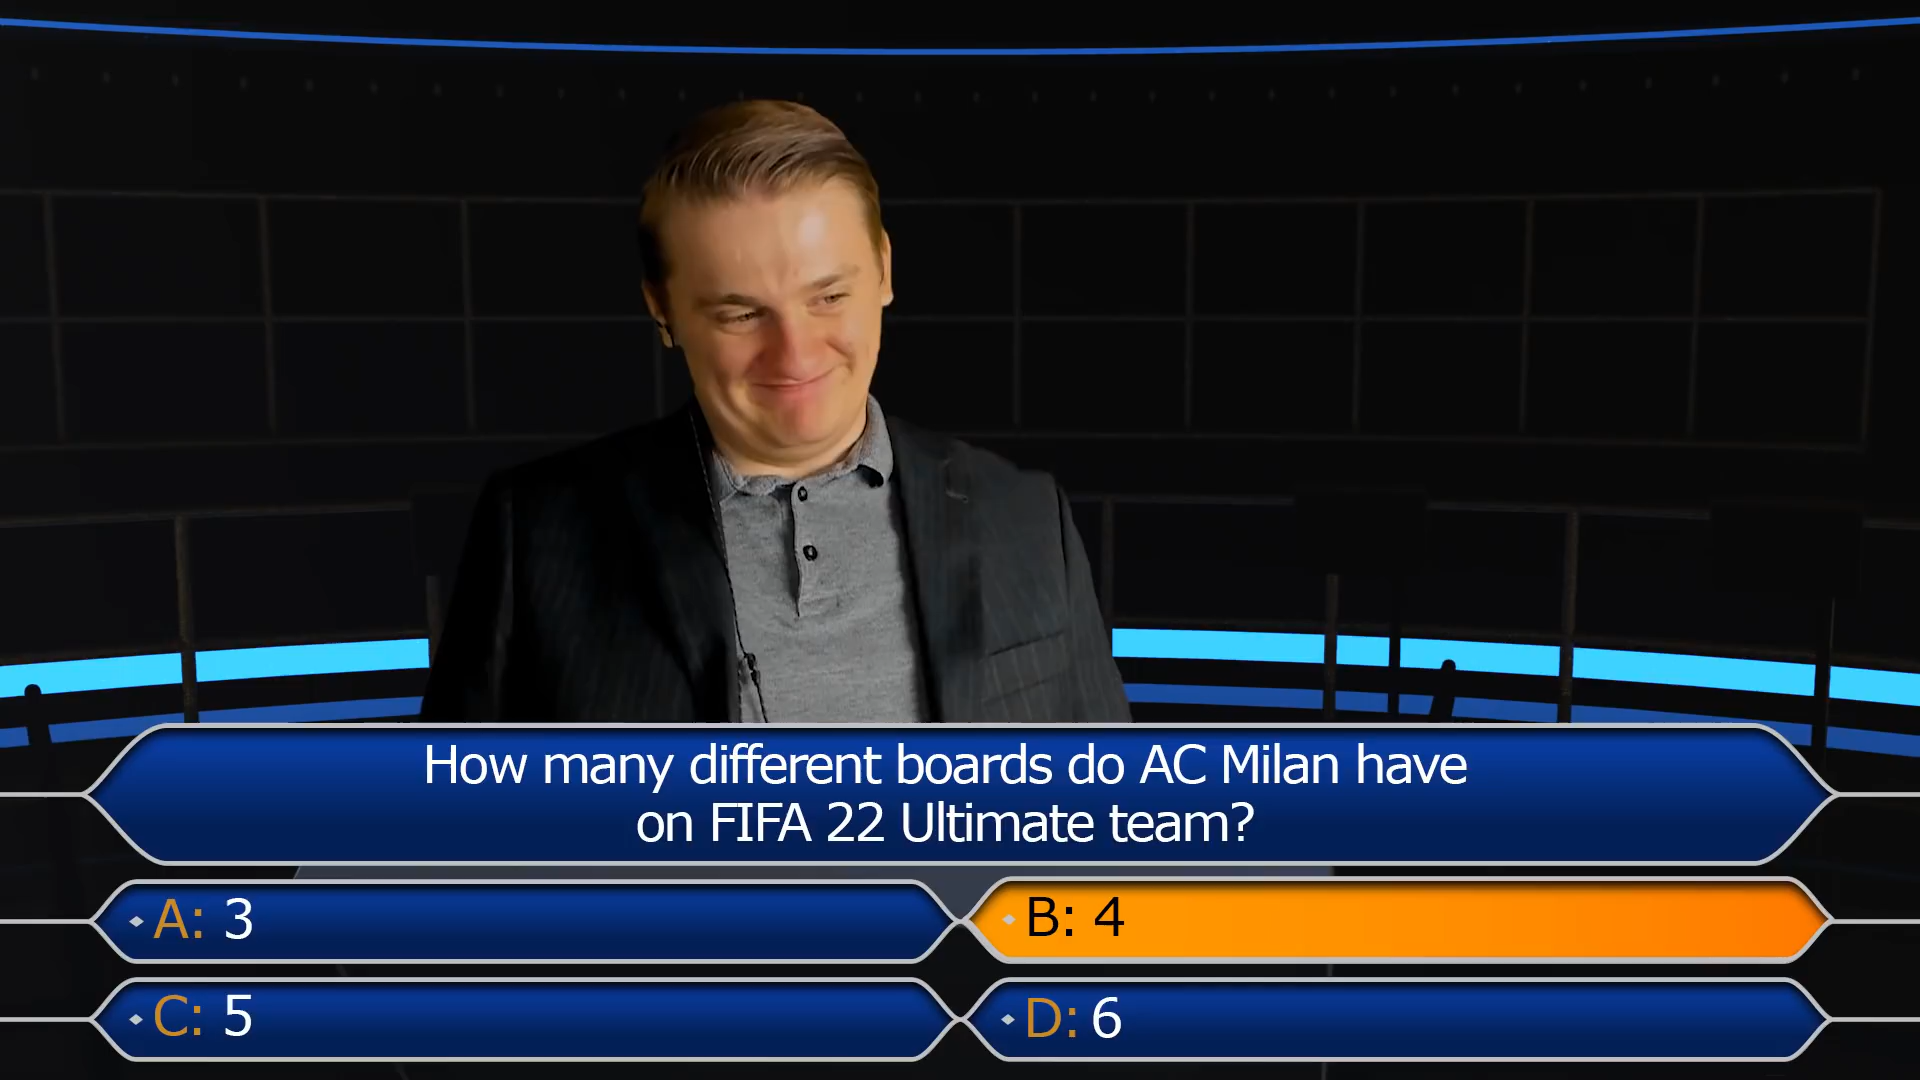 How many different boards do AC Milan have
on FIFA 22 Ultimate team?
A: 3
B: 4
C: 5
D: 6